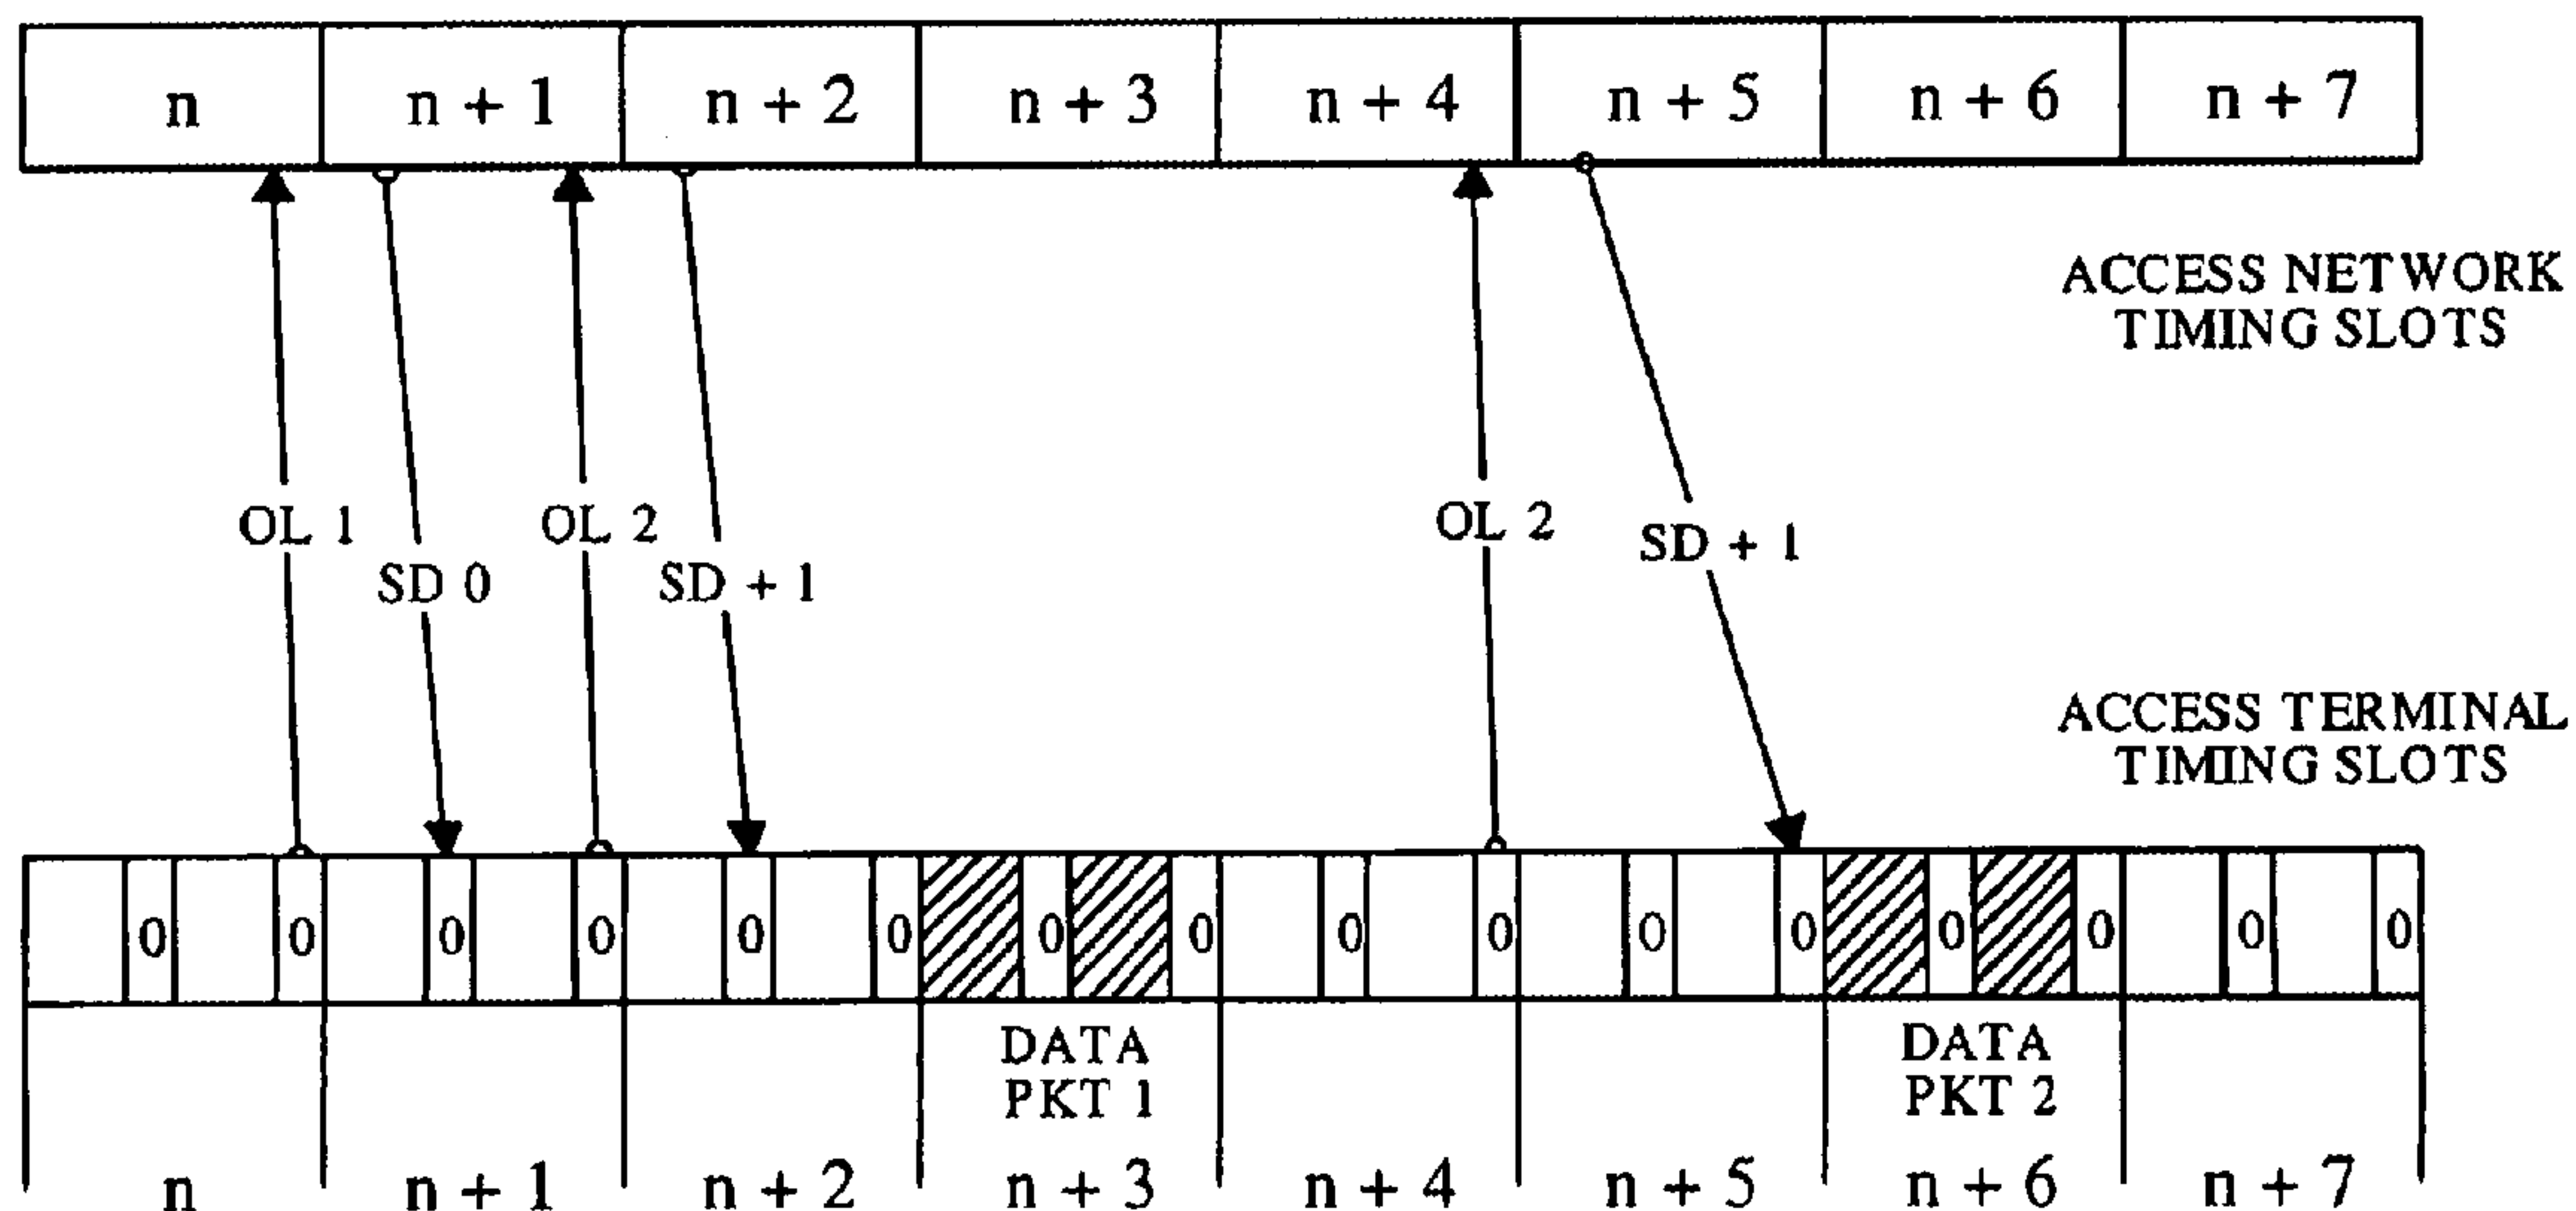 n n + 1 n + 2 n + 3 n + 4 n + 5 n + 6 n + 7
ACCESS NETWORK
TIMING SLOTS
OL 1 OL 2 OL 2 SD + 1
SD 0 SD + 1
ACCESS TERMINAL
TIMING SLOTS
0 0 0 0 0 0 0 0 0 0 0 0 0 0 0 0
DATA DATA
PKT 1 PKT 2
n n + 1 n + 2 n + 3 n + 4 n + 5 n + 6 n + 7